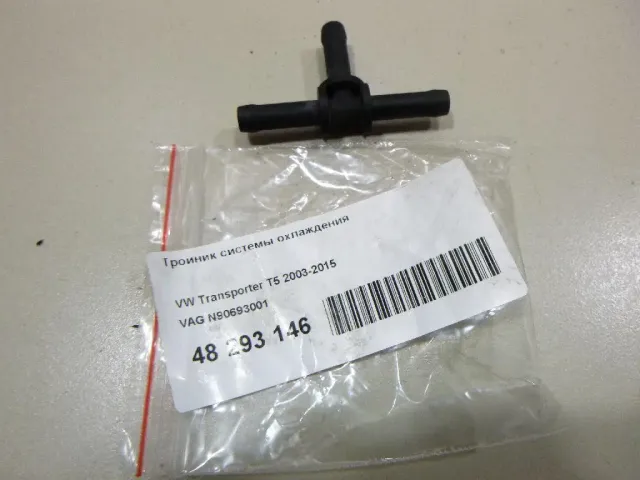 Тройник системы охлаждения
VW Transporter T5 2003-2015
VAG N90693001
48 293 146